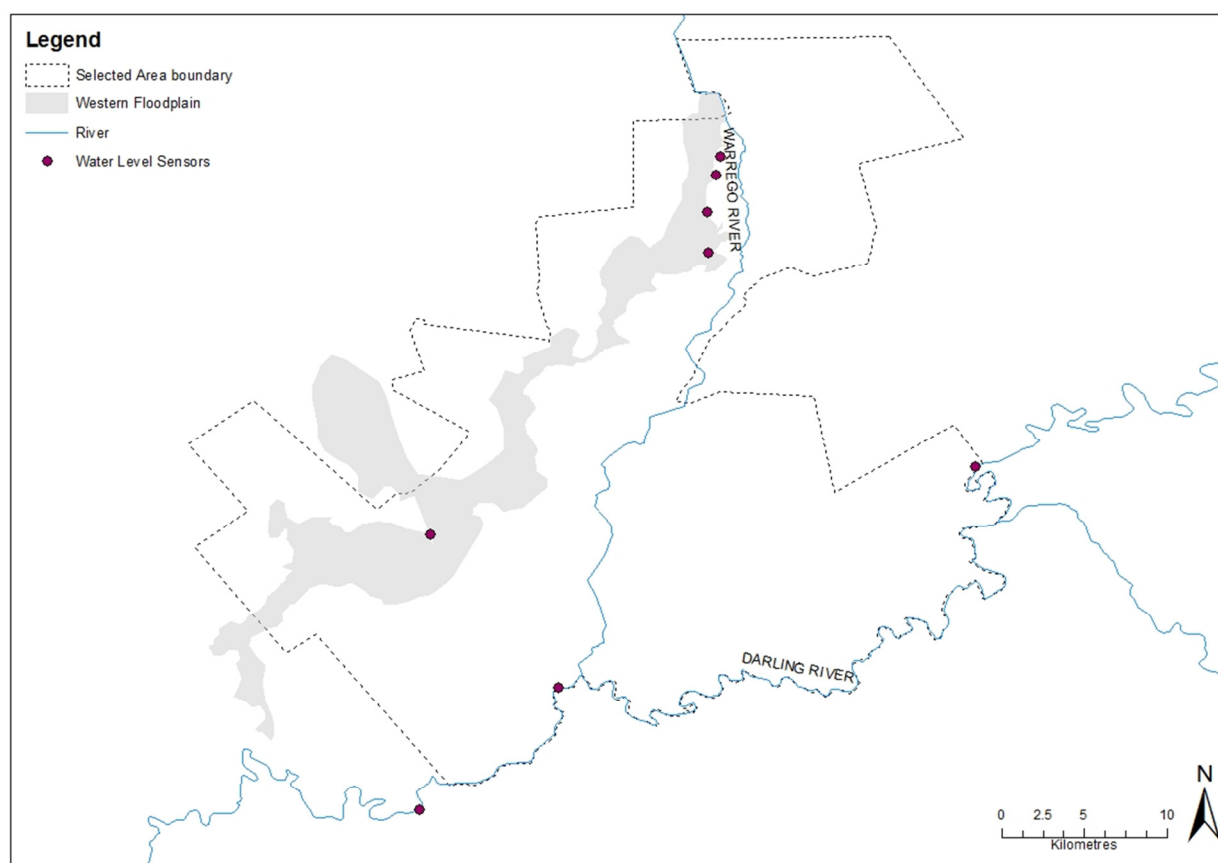 Legend
Selected Area boundary
Western Floodplain
River
Water Level Sensors
WARREGO RIVER
DARLING RIVER
N
0 2.5 5 10
Kilometres